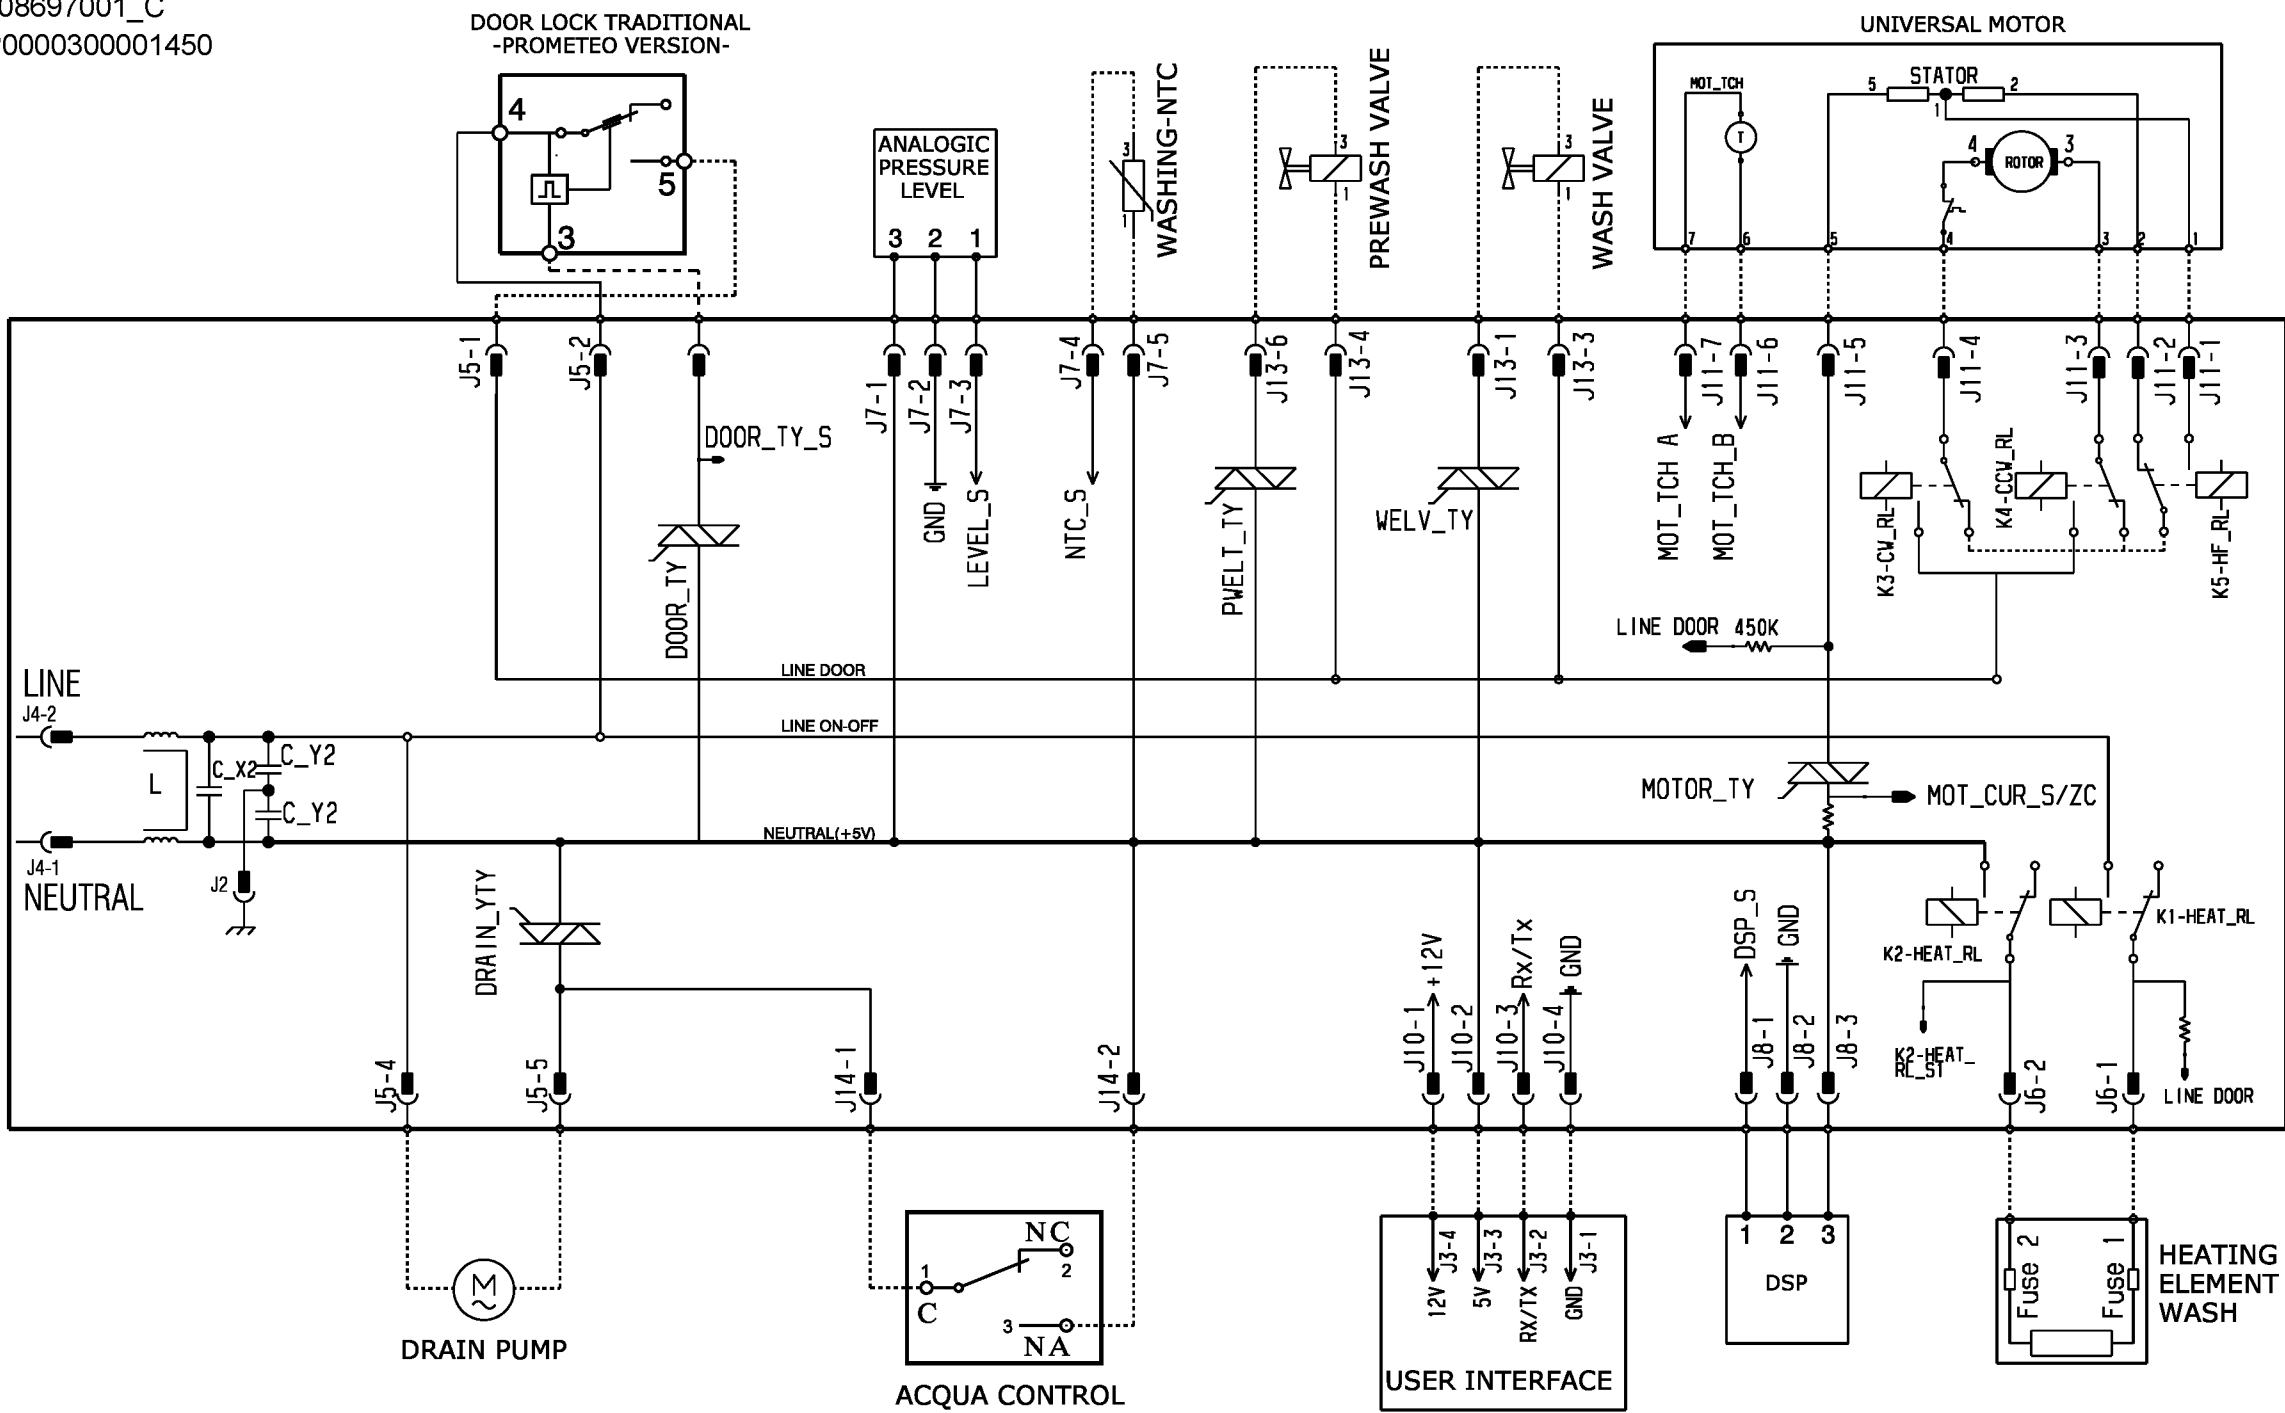 08697001_C
0000300001450
DOOR LOCK TRADITIONAL
-PROMETEO VERSION-
4
5
3
ANALOGIC
PRESSURE
LEVEL
3 2 1
3
1
WASHING-NTC
3
1
PREWASH VALVE
3
1
WASH VALVE
UNIVERSAL MOTOR
MOT_TCH
T
5 STATOR 2
1
4 ROTOR 3
7 6 5 4 3 2 1
J5-1
J5-2
J7-1
J7-2
J7-3
J7-4
J7-5
J13-6
J13-4
J13-1
J13-3
J11-7
J11-6
J11-5
J11-4
J11-3
J11-2
J11-1
DOOR_TY_S
DOOR_TY
GND
LEVEL_S
NTC_S
PWELT_TY
WELV_TY
MOT_TCH A
MOT_TCH_B
K3-CW_RL
K4-CCW_RL
K5-HF_RL
LINE DOOR 450K
LINE DOOR
LINE
J4-2
LINE ON-OFF
L
C_X2
C_Y2
C_Y2
MOTOR_TY
MOT_CUR_S/ZC
NEUTRAL(+5V)
J4-1
NEUTRAL
J2
DRAIN_YTY
+12V
Rx/Tx
GND
DSP_S
GND
K2-HEAT_RL
K1-HEAT_RL
K2-HEAT_
RL_ST
LINE DOOR
J5-4
J5-5
J14-1
J14-2
J10-1
J10-2
J10-3
J10-4
J8-1
J8-2
J8-3
J6-2
J6-1
M
DRAIN PUMP
NC
1
2
C
3
NA
ACQUA CONTROL
J3-4
J3-3
J3-2
J3-1
12V
5V
RX/TX
GND
USER INTERFACE
1 2 3
DSP
Fuse 2
Fuse 1
HEATING
ELEMENT
WASH